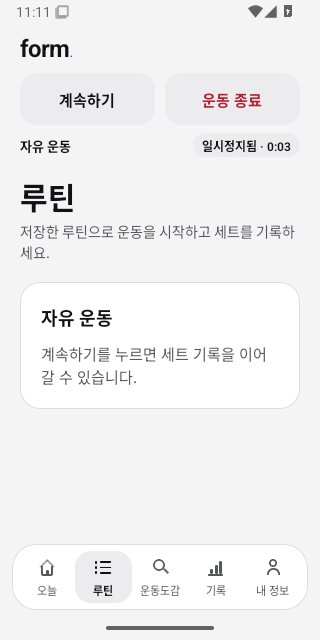 11:11
form.
계속하기
운동 종료
자유 운동
일시정지됨 · 0:03
루틴
저장한 루틴으로 운동을 시작하고 세트를 기록하
세요.
자유 운동
계속하기를 누르면 세트 기록을 이어
갈 수 있습니다.
오늘
루틴
운동도감
기록
내 정보